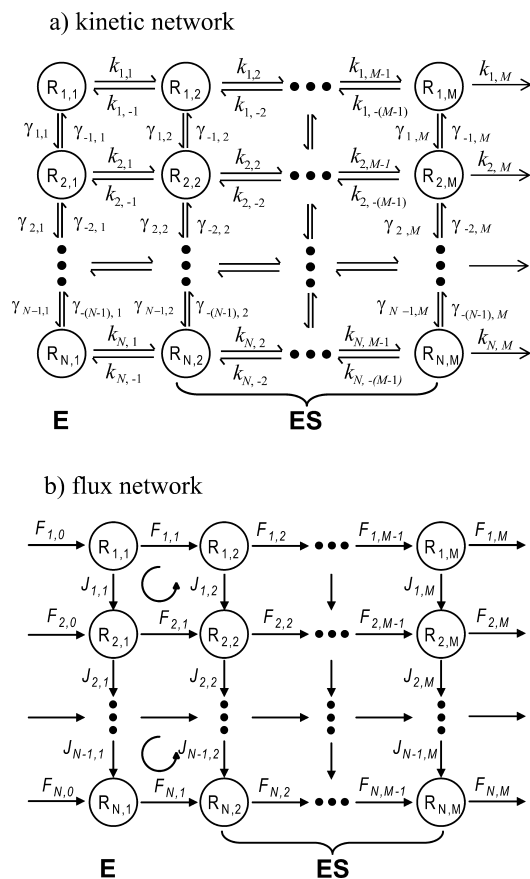 a) kinetic network
k1,1 k1,2 k1,M-1 k1,M
R1,1 R1,2 R1,M
k1,-1 k1,-2 k1,-(M-1)
γ1,1 γ-1,1 γ1,2 γ-1,2 γ1,M γ-1,M
k2,1 k2,2 k2,M-1 k2,M
R2,1 R2,2 R2,M
k2,-1 k2,-2 k2,-(M-1)
γ2,1 γ-2,1 γ2,2 γ-2,2 γ2,M γ-2,M
γN-1,1 γ-(N-1),1 γN-1,2 γ-(N-1),2 γN-1,M γ-(N-1),M
kN,1 kN,2 kN,M-1 kN,M
RN,1 RN,2 RN,M
kN,-1 kN,-2 kN,-(M-1)
E ES
b) flux network
F1,0 F1,1 F1,2 F1,M-1 F1,M
R1,1 R1,2 R1,M
J1,1 J1,2 J1,M
F2,0 F2,1 F2,2 F2,M-1 F2,M
R2,1 R2,2 R2,M
J2,1 J2,2 J2,M
JN-1,1 JN-1,2 JN-1,M
FN,0 FN,1 FN,2 FN,M-1 FN,M
RN,1 RN,2 RN,M
E ES